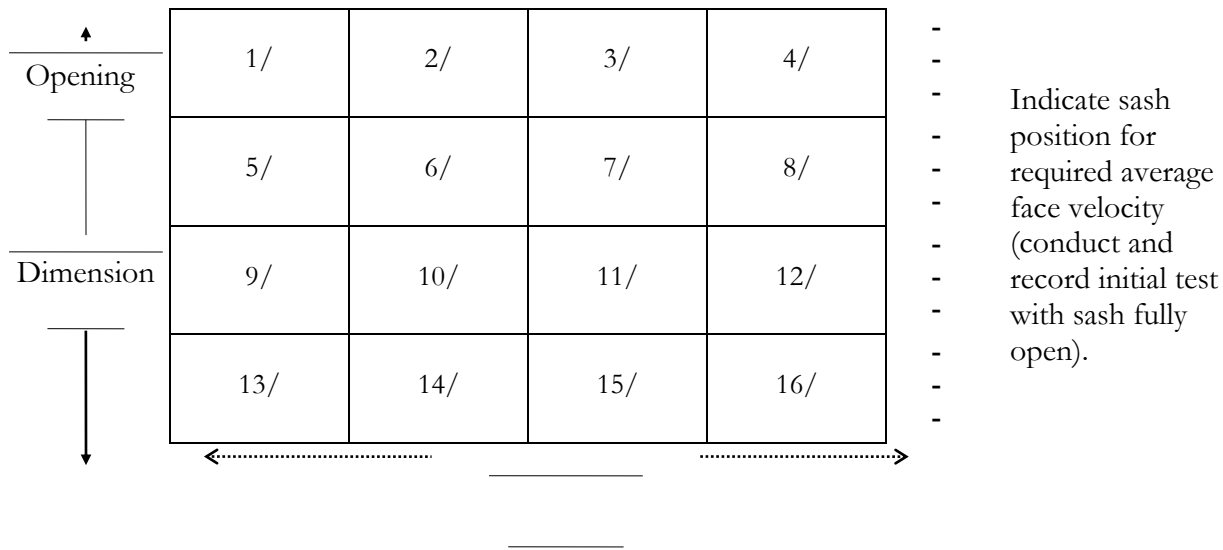 1/ 2/ 3/ 4/
Opening
5/ 6/ 7/ 8/
9/ 10/ 11/ 12/
Dimension
13/ 14/ 15/ 16/
Indicate sash
position for
required average
face velocity
(conduct and
record initial test
with sash fully
open).